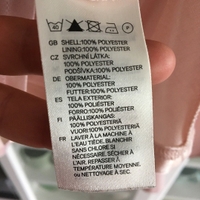 GB SHELL:100% POLYESTER
LINING:100% POLYESTER
CZ SVRCHNÍ LÁTKA:
100% POLYESTER
PODŠÍVKA:100% POLYESTER
DE OBERMATERIAL:
100% POLYESTER
FUTTER:100% POLYESTER
ES TELA EXTERIOR:
100% POLIÉSTER
FORRO:100% POLIÉSTER
FI PÄÄLLISKANGAS:
100% POLYESTERI
VUORI:100% POLYESTERI
FR LAVER À LA MACHINE À
L'EAU TIÈDE, BLANCHIR
SANS CHLORE SI
NÉCESSAIRE, SÉCHER À
L'AIR, REPASSER À
TEMPÉRATURE MOYENNE,
OU NETTOYAGE À SEC.